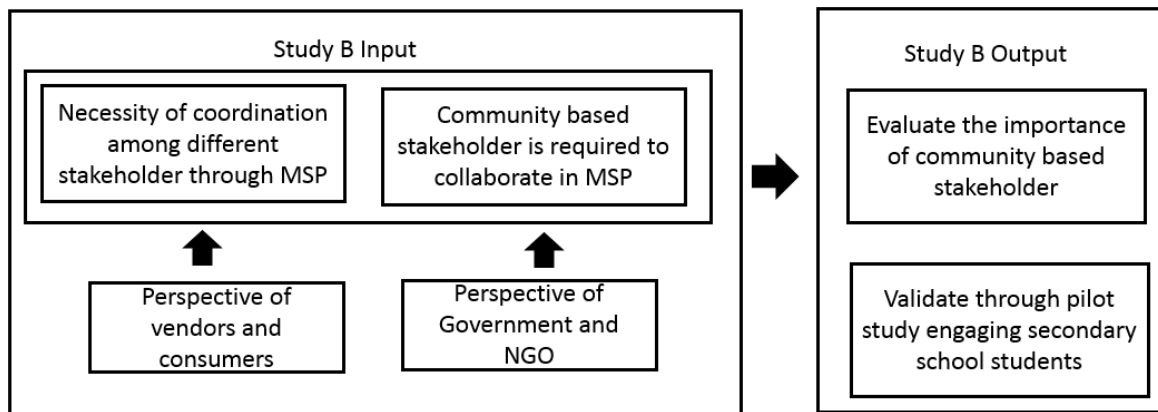 Study B Input
Necessity of coordination
among different
stakeholder through MSP
Community based
stakeholder is required to
collaborate in MSP
Perspective of
vendors and
consumers
Perspective of
Government and
NGO
Study B Output
Evaluate the importance
of community based
stakeholder
Validate through pilot
study engaging secondary
school students